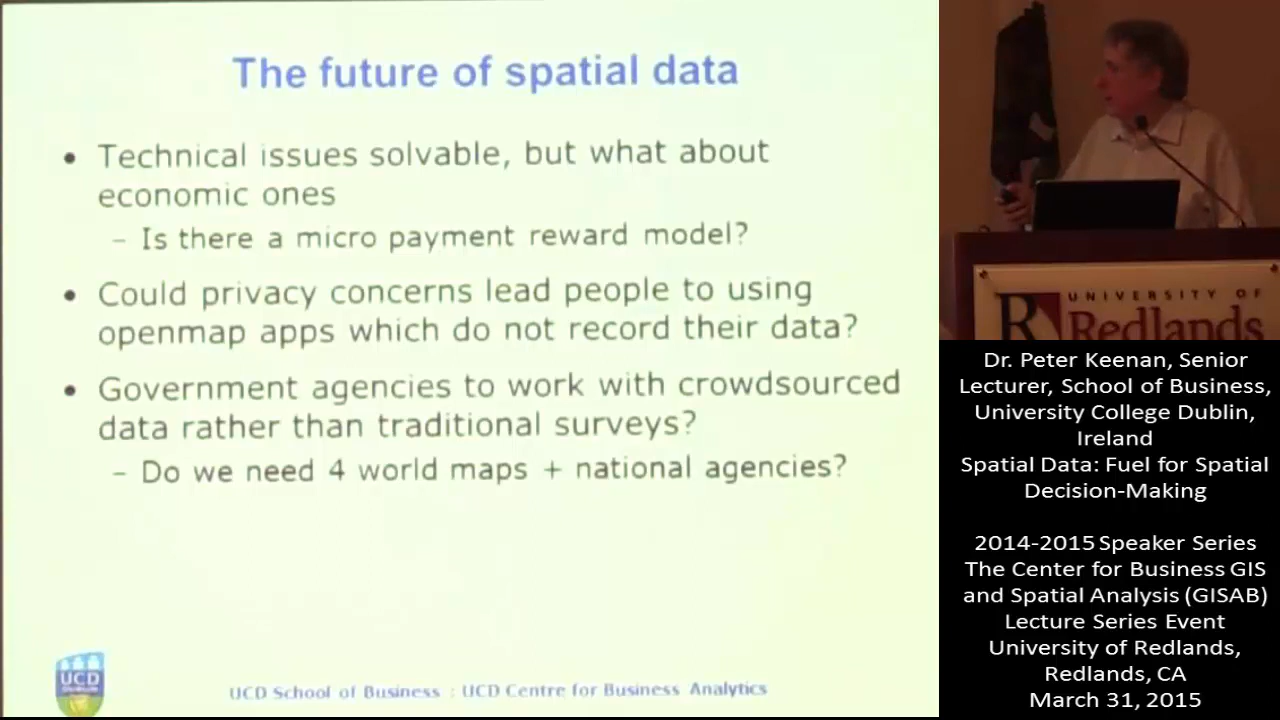 The future of spatial data
• Technical issues solvable, but what about
economic ones
– Is there a micro payment reward model?
• Could privacy concerns lead people to using
openmap apps which do not record their data?
• Government agencies to work with crowdsourced
data rather than traditional surveys?
– Do we need 4 world maps + national agencies?
UCD
DUBLIN
UCD School of Business : UCD Centre for Business Analytics
R
UNIVERSITY OF
Redlands
Dr. Peter Keenan, Senior
Lecturer, School of Business,
University College Dublin,
Ireland
Spatial Data: Fuel for Spatial
Decision-Making
2014-2015 Speaker Series
The Center for Business GIS
and Spatial Analysis (GISAB)
Lecture Series Event
University of Redlands,
Redlands, CA
March 31, 2015